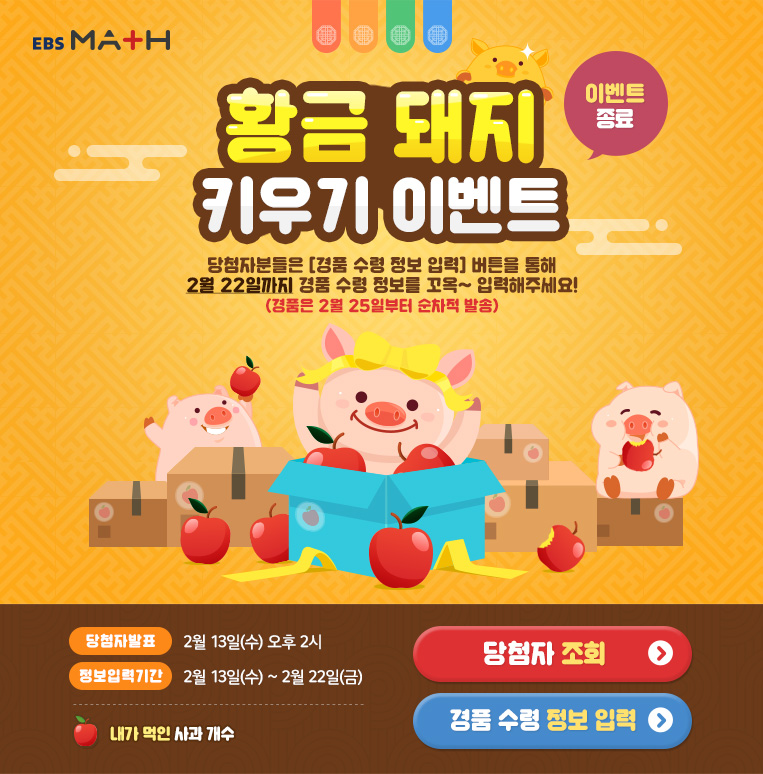 EBS MATH
황금 돼지
이벤트
종료
키우기 이벤트
당첨자분들은 [경품 수령 정보 입력] 버튼을 통해
2월 22일까지 경품 수령 정보를 꼬옥~ 입력해주세요!
(경품은 2월 25일부터 순차적 발송)
당첨자발표 2월 13일(수) 오후 2시
정보입력기간 2월 13일(수) ~ 2월 22일(금)
내가 먹인 사과 개수
당첨자 조회
경품 수령 정보 입력